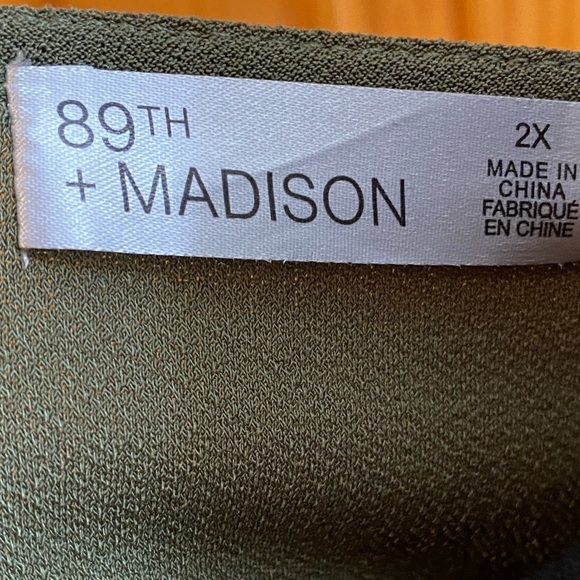 89TH
+ MADISON
2X
MADE IN
CHINA
FABRIQUÉ
EN CHINE